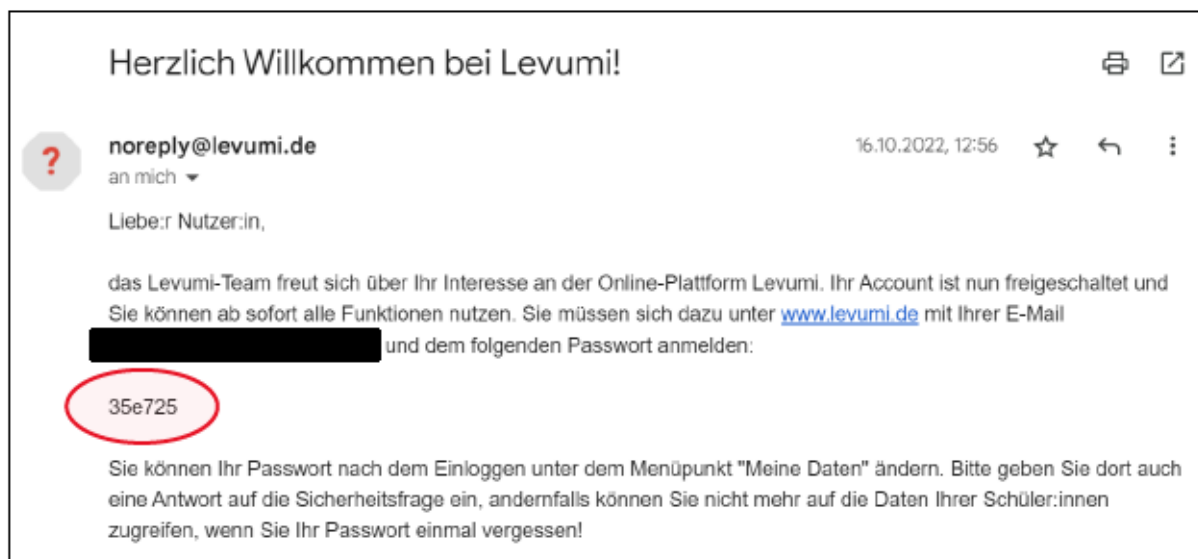 Herzlich Willkommen bei Levumi!
noreply@levumi.de
16.10.2022, 12:56
an mich
Liebe:r Nutzer:in,
das Levumi-Team freut sich über Ihr Interesse an der Online-Plattform Levumi. Ihr Account ist nun freigeschaltet und
Sie können ab sofort alle Funktionen nutzen. Sie müssen sich dazu unter www.levumi.de mit Ihrer E-Mail
und dem folgenden Passwort anmelden:
35e725
Sie können Ihr Passwort nach dem Einloggen unter dem Menüpunkt "Meine Daten" ändern. Bitte geben Sie dort auch
eine Antwort auf die Sicherheitsfrage ein, andernfalls können Sie nicht mehr auf die Daten Ihrer Schüler:innen
zugreifen, wenn Sie Ihr Passwort einmal vergessen!